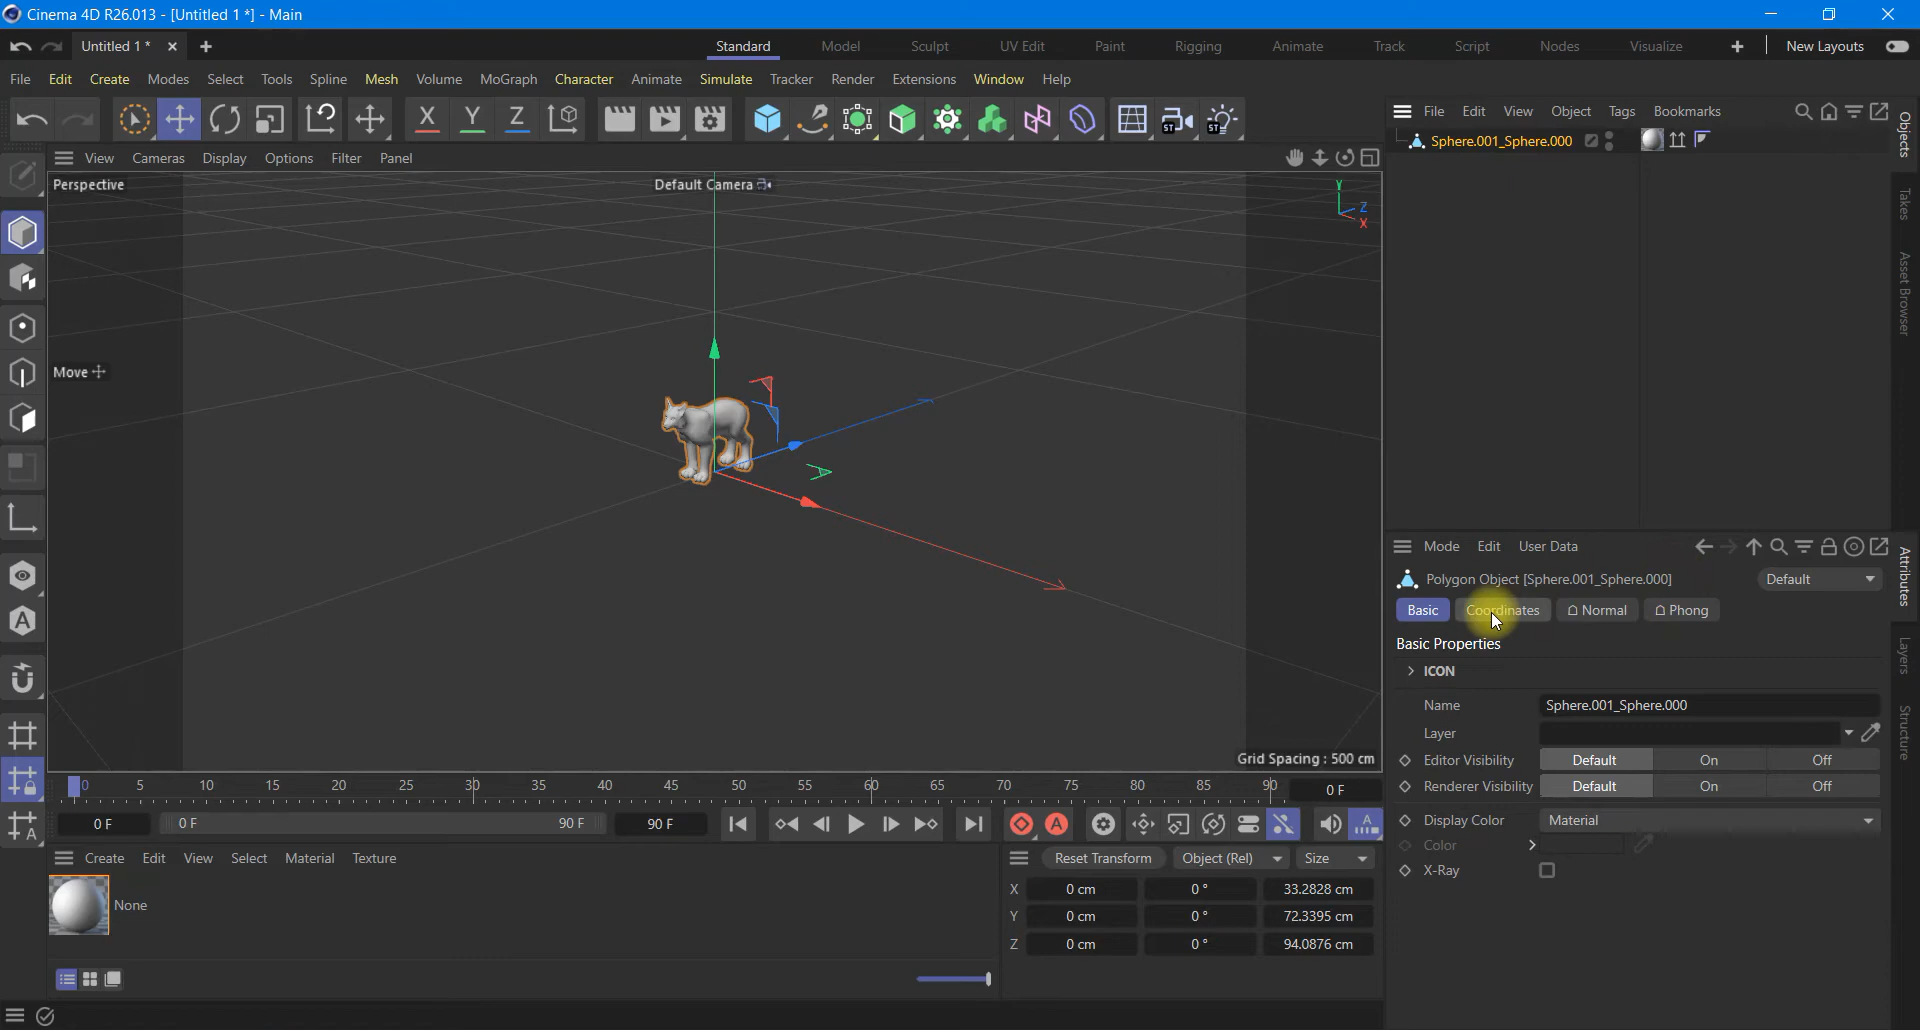 Cinema 4D R26.013 - [Untitled 1 *] - Main
Untitled 1 *
Standard Model Sculpt UV Edit Paint Rigging Animate Track Script Nodes Visualize New Layouts
File Edit Create Modes Select Tools Spline Mesh Volume MoGraph Character Animate Simulate Tracker Render Extensions Window Help
X Y Z ST ST
File Edit View Object Tags Bookmarks
Sphere.001_Sphere.000
View Cameras Display Options Filter Panel
Perspective
Default Camera
Y
Z
X
Move
Grid Spacing : 500 cm
Objects
Takes
Asset Browser
Mode Edit User Data
Polygon Object [Sphere.001_Sphere.000]
Default
Basic Coordinates Normal Phong
Basic Properties
ICON
Name Sphere.001_Sphere.000
Layer
Editor Visibility Default On Off
Renderer Visibility Default On Off
Display Color Material
Color
X-Ray
Attributes
Layers
Structure
0 5 10 15 20 25 30 35 40 45 50 55 60 65 70 75 80 85 90 0 F
0 F 0 F 90 F 90 F
Create Edit View Select Material Texture
None
Reset Transform Object (Rel) Size
X 0 cm 0 ° 33.2828 cm
Y 0 cm 0 ° 72.3395 cm
Z 0 cm 0 ° 94.0876 cm